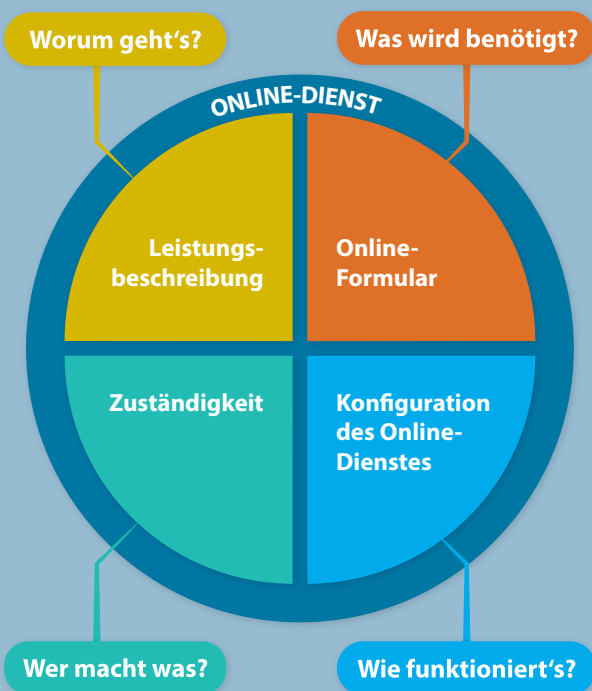 Worum geht‘s?
Was wird benötigt?
ONLINE-DIENST
Leistungs-
beschreibung
Online-
Formular
Zuständigkeit
Konfiguration
des Online-
Dienstes
Wer macht was?
Wie funktioniert‘s?